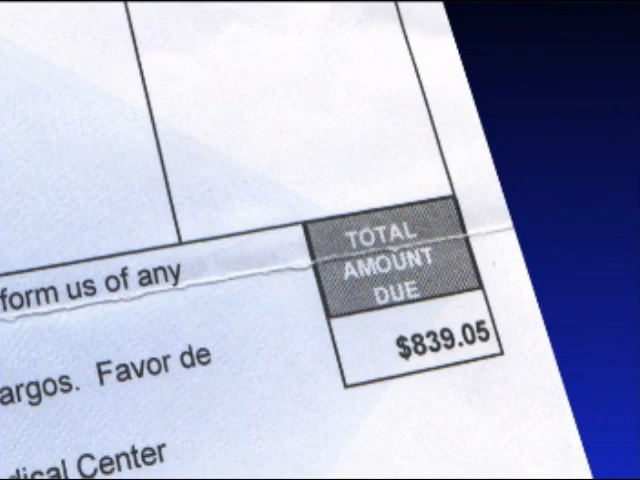 form us of any
TOTAL
AMOUNT
DUE
$839.05
argos. Favor de
dical Center